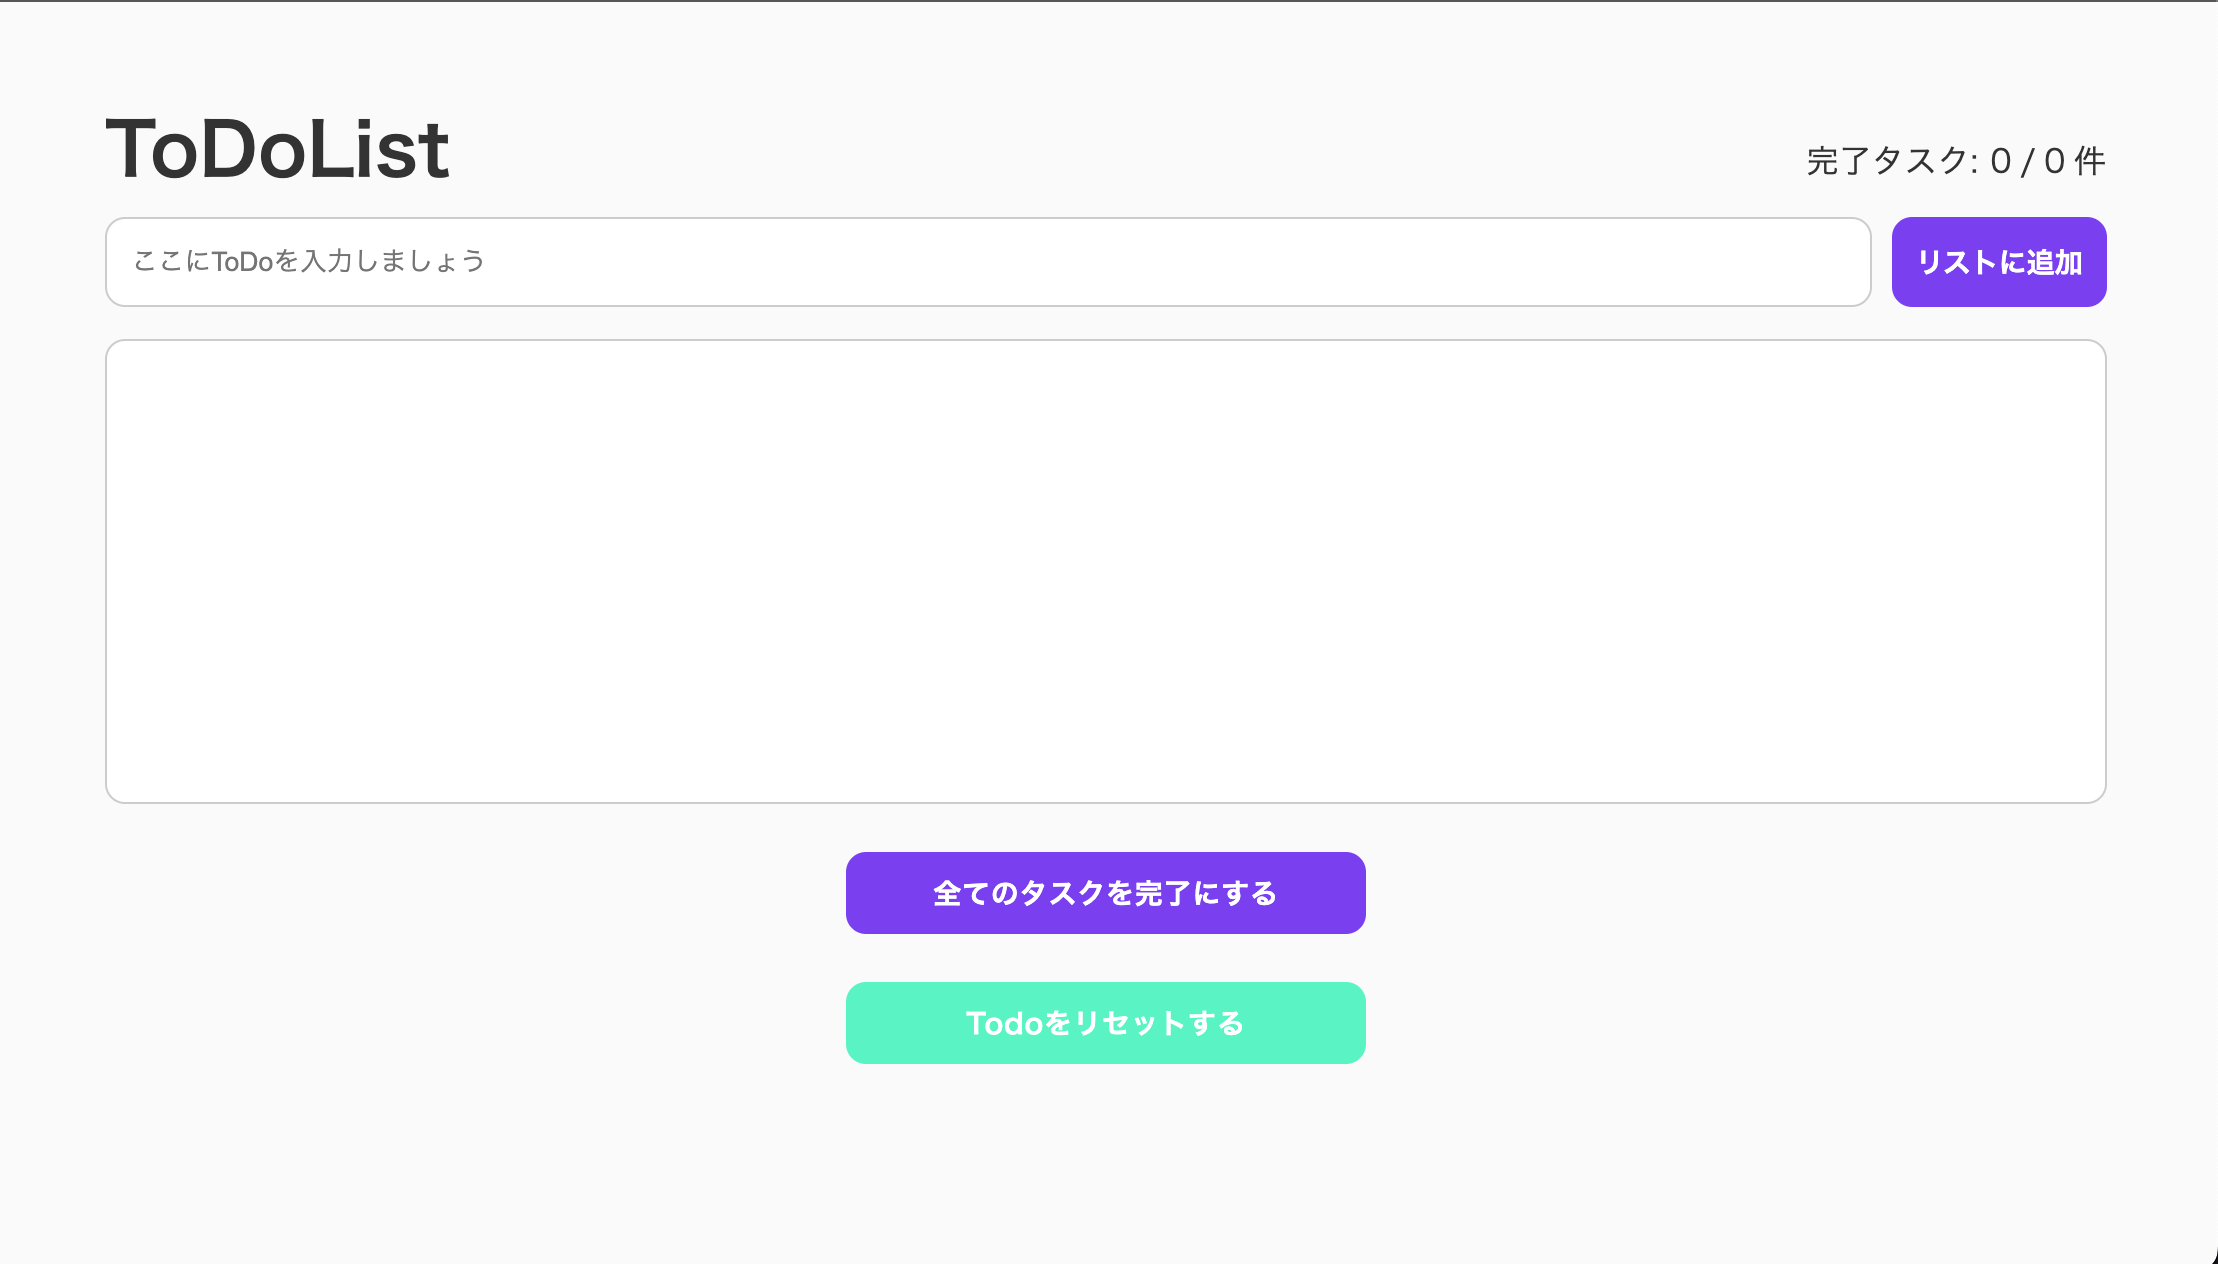 ToDoList
完了タスク: 0 / 0 件
ここにToDoを入力しましょう
リストに追加
全てのタスクを完了にする
Todoをリセットする